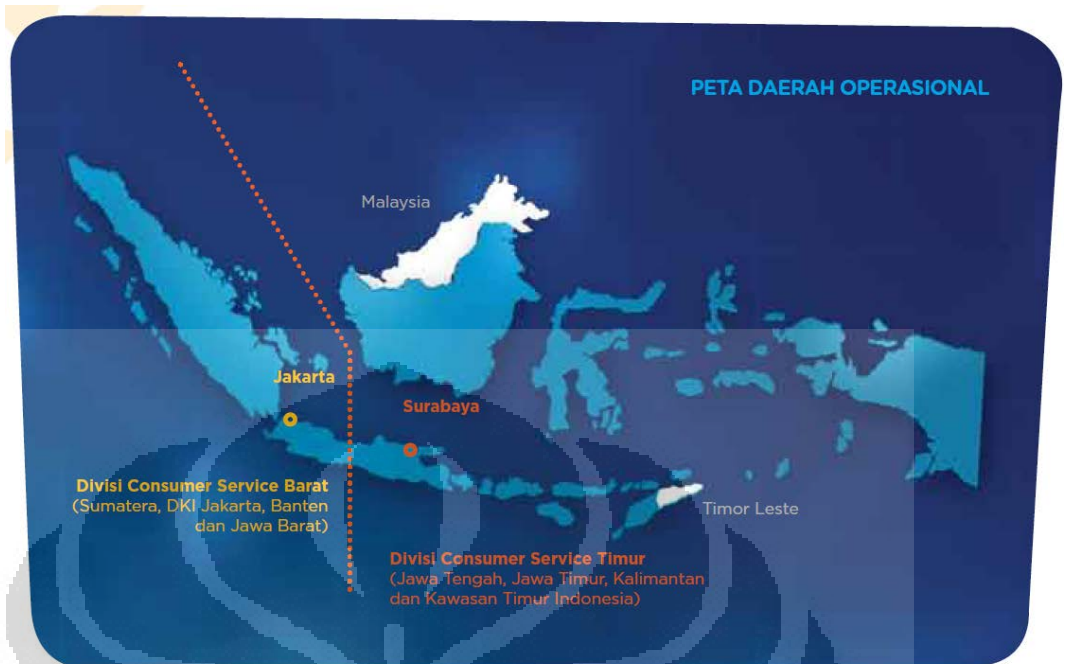 PETA DAERAH OPERASIONAL
Malaysia
Jakarta
Surabaya
Divisi Consumer Service Barat
(Sumatera, DKI Jakarta, Banten
dan Jawa Barat)
Timor Leste
Divisi Consumer Service Timur
(Jawa Tengah, Jawa Timur, Kalimantan
dan Kawasan Timur Indonesia)